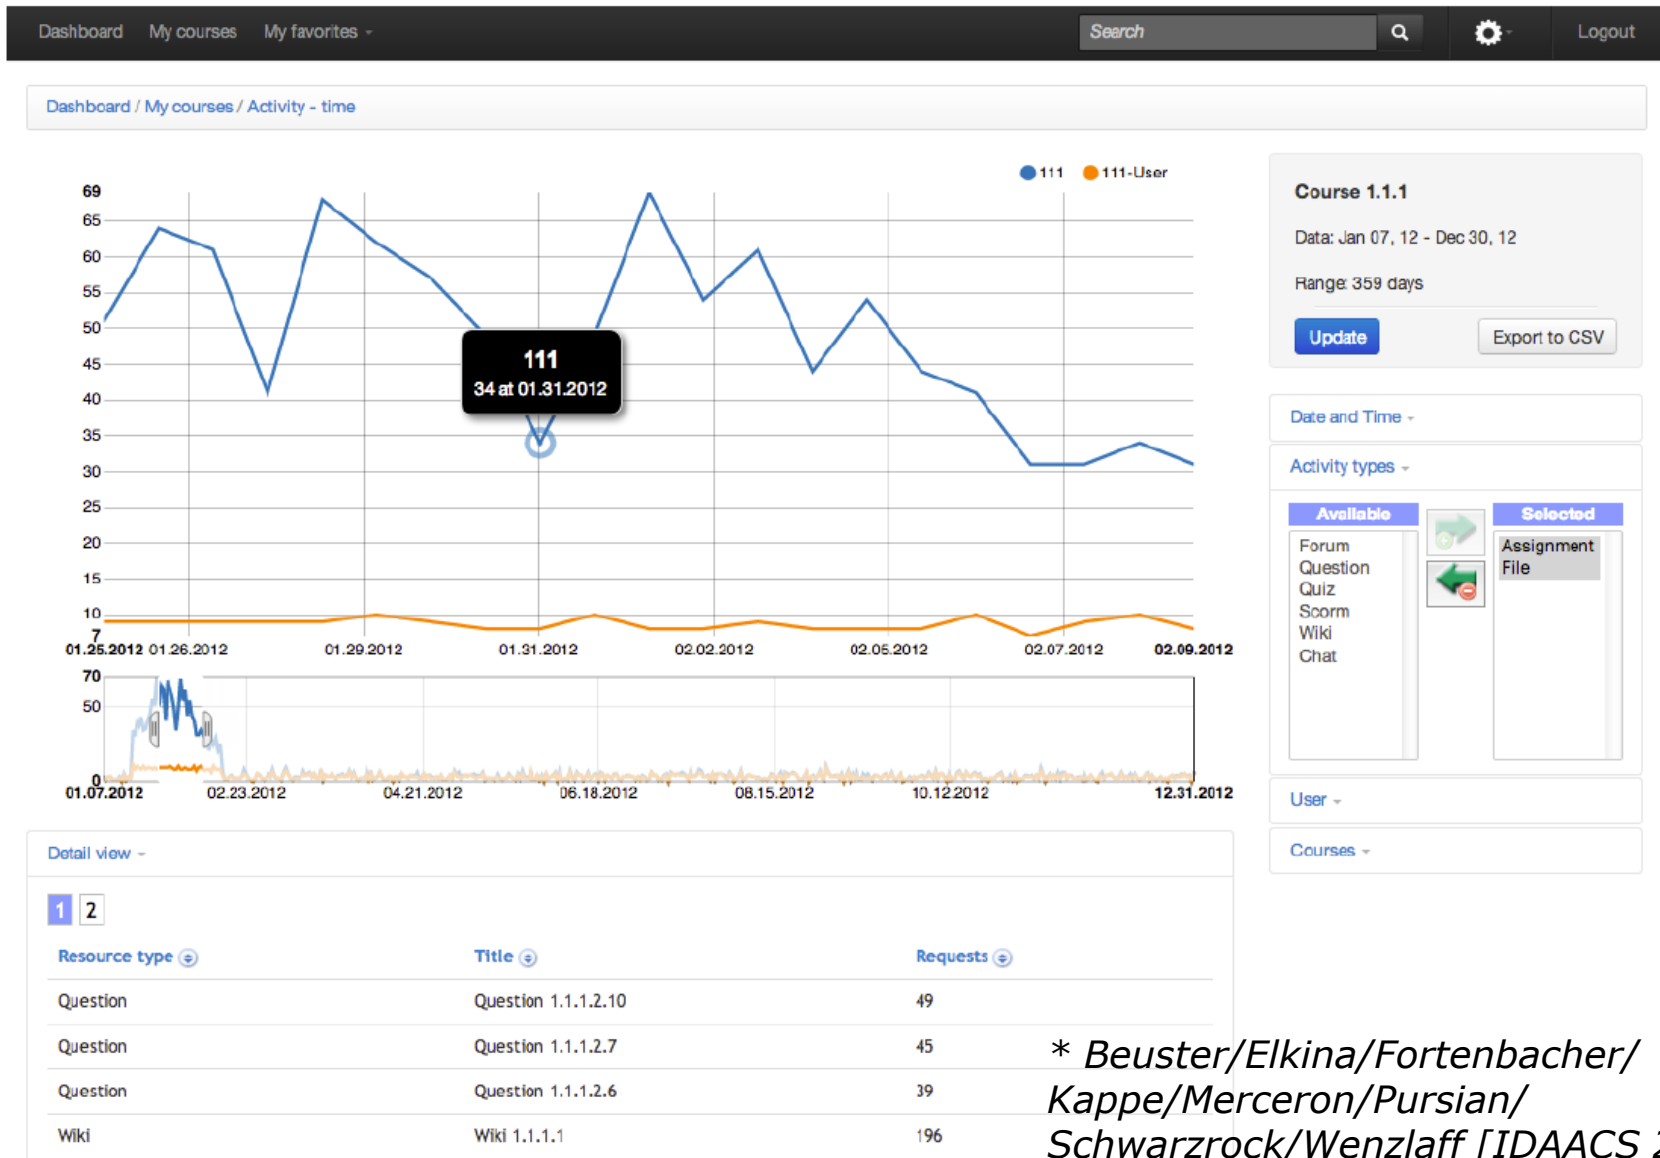 Dashboard My courses My favorites Search Logout
Dashboard / My courses / Activity - time
111 111-User
69
65
60
55
50
45
40
35
30
25
20
15
10
7
111
34 at 01.31.2012
01.25.2012 01.26.2012 01.29.2012 01.31.2012 02.02.2012 02.05.2012 02.07.2012 02.09.2012
70
50
0
01.07.2012 02.23.2012 04.21.2012 06.18.2012 08.15.2012 10.12.2012 12.31.2012
Course 1.1.1
Data: Jan 07, 12 - Dec 30, 12
Range: 359 days
Update Export to CSV
Date and Time
Activity types
Available Selected
Forum
Question
Quiz
Scorm
Wiki
Chat
Assignment
File
User
Courses
Detail view
1 2
Resource type Title Requests
Question Question 1.1.1.2.10 49
Question Question 1.1.1.2.7 45
Question Question 1.1.1.2.6 39
Wiki Wiki 1.1.1.1 196
* Beuster/Elkina/Fortenbacher/
Kappe/Merceron/Pursian/
Schwarzrock/Wenzlaff [IDAACS